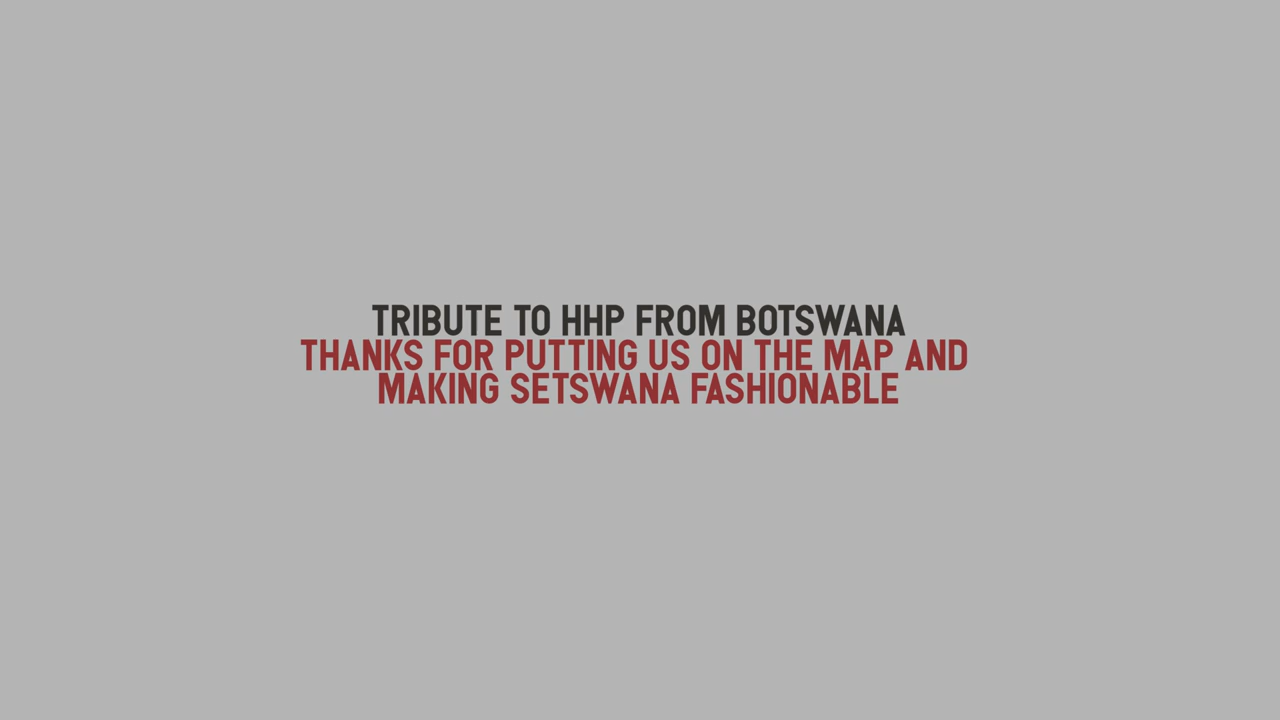 TRIBUTE TO HHP FROM BOTSWANA
THANKS FOR PUTTING US ON THE MAP AND
MAKING SETSWANA FASHIONABLE